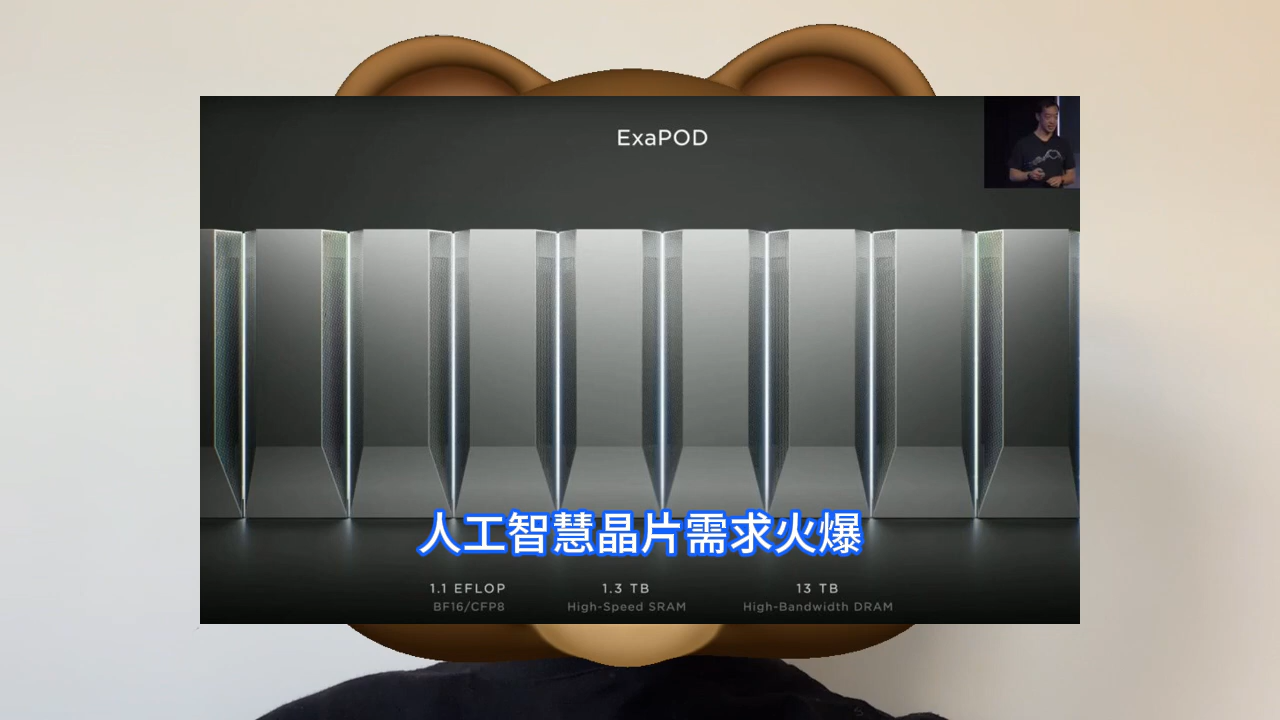 ExaPOD
人工智慧晶片需求火爆
1.1 EFLOP
BF16/CFP8
1.3 TB
High-Speed SRAM
13 TB
High-Bandwidth DRAM